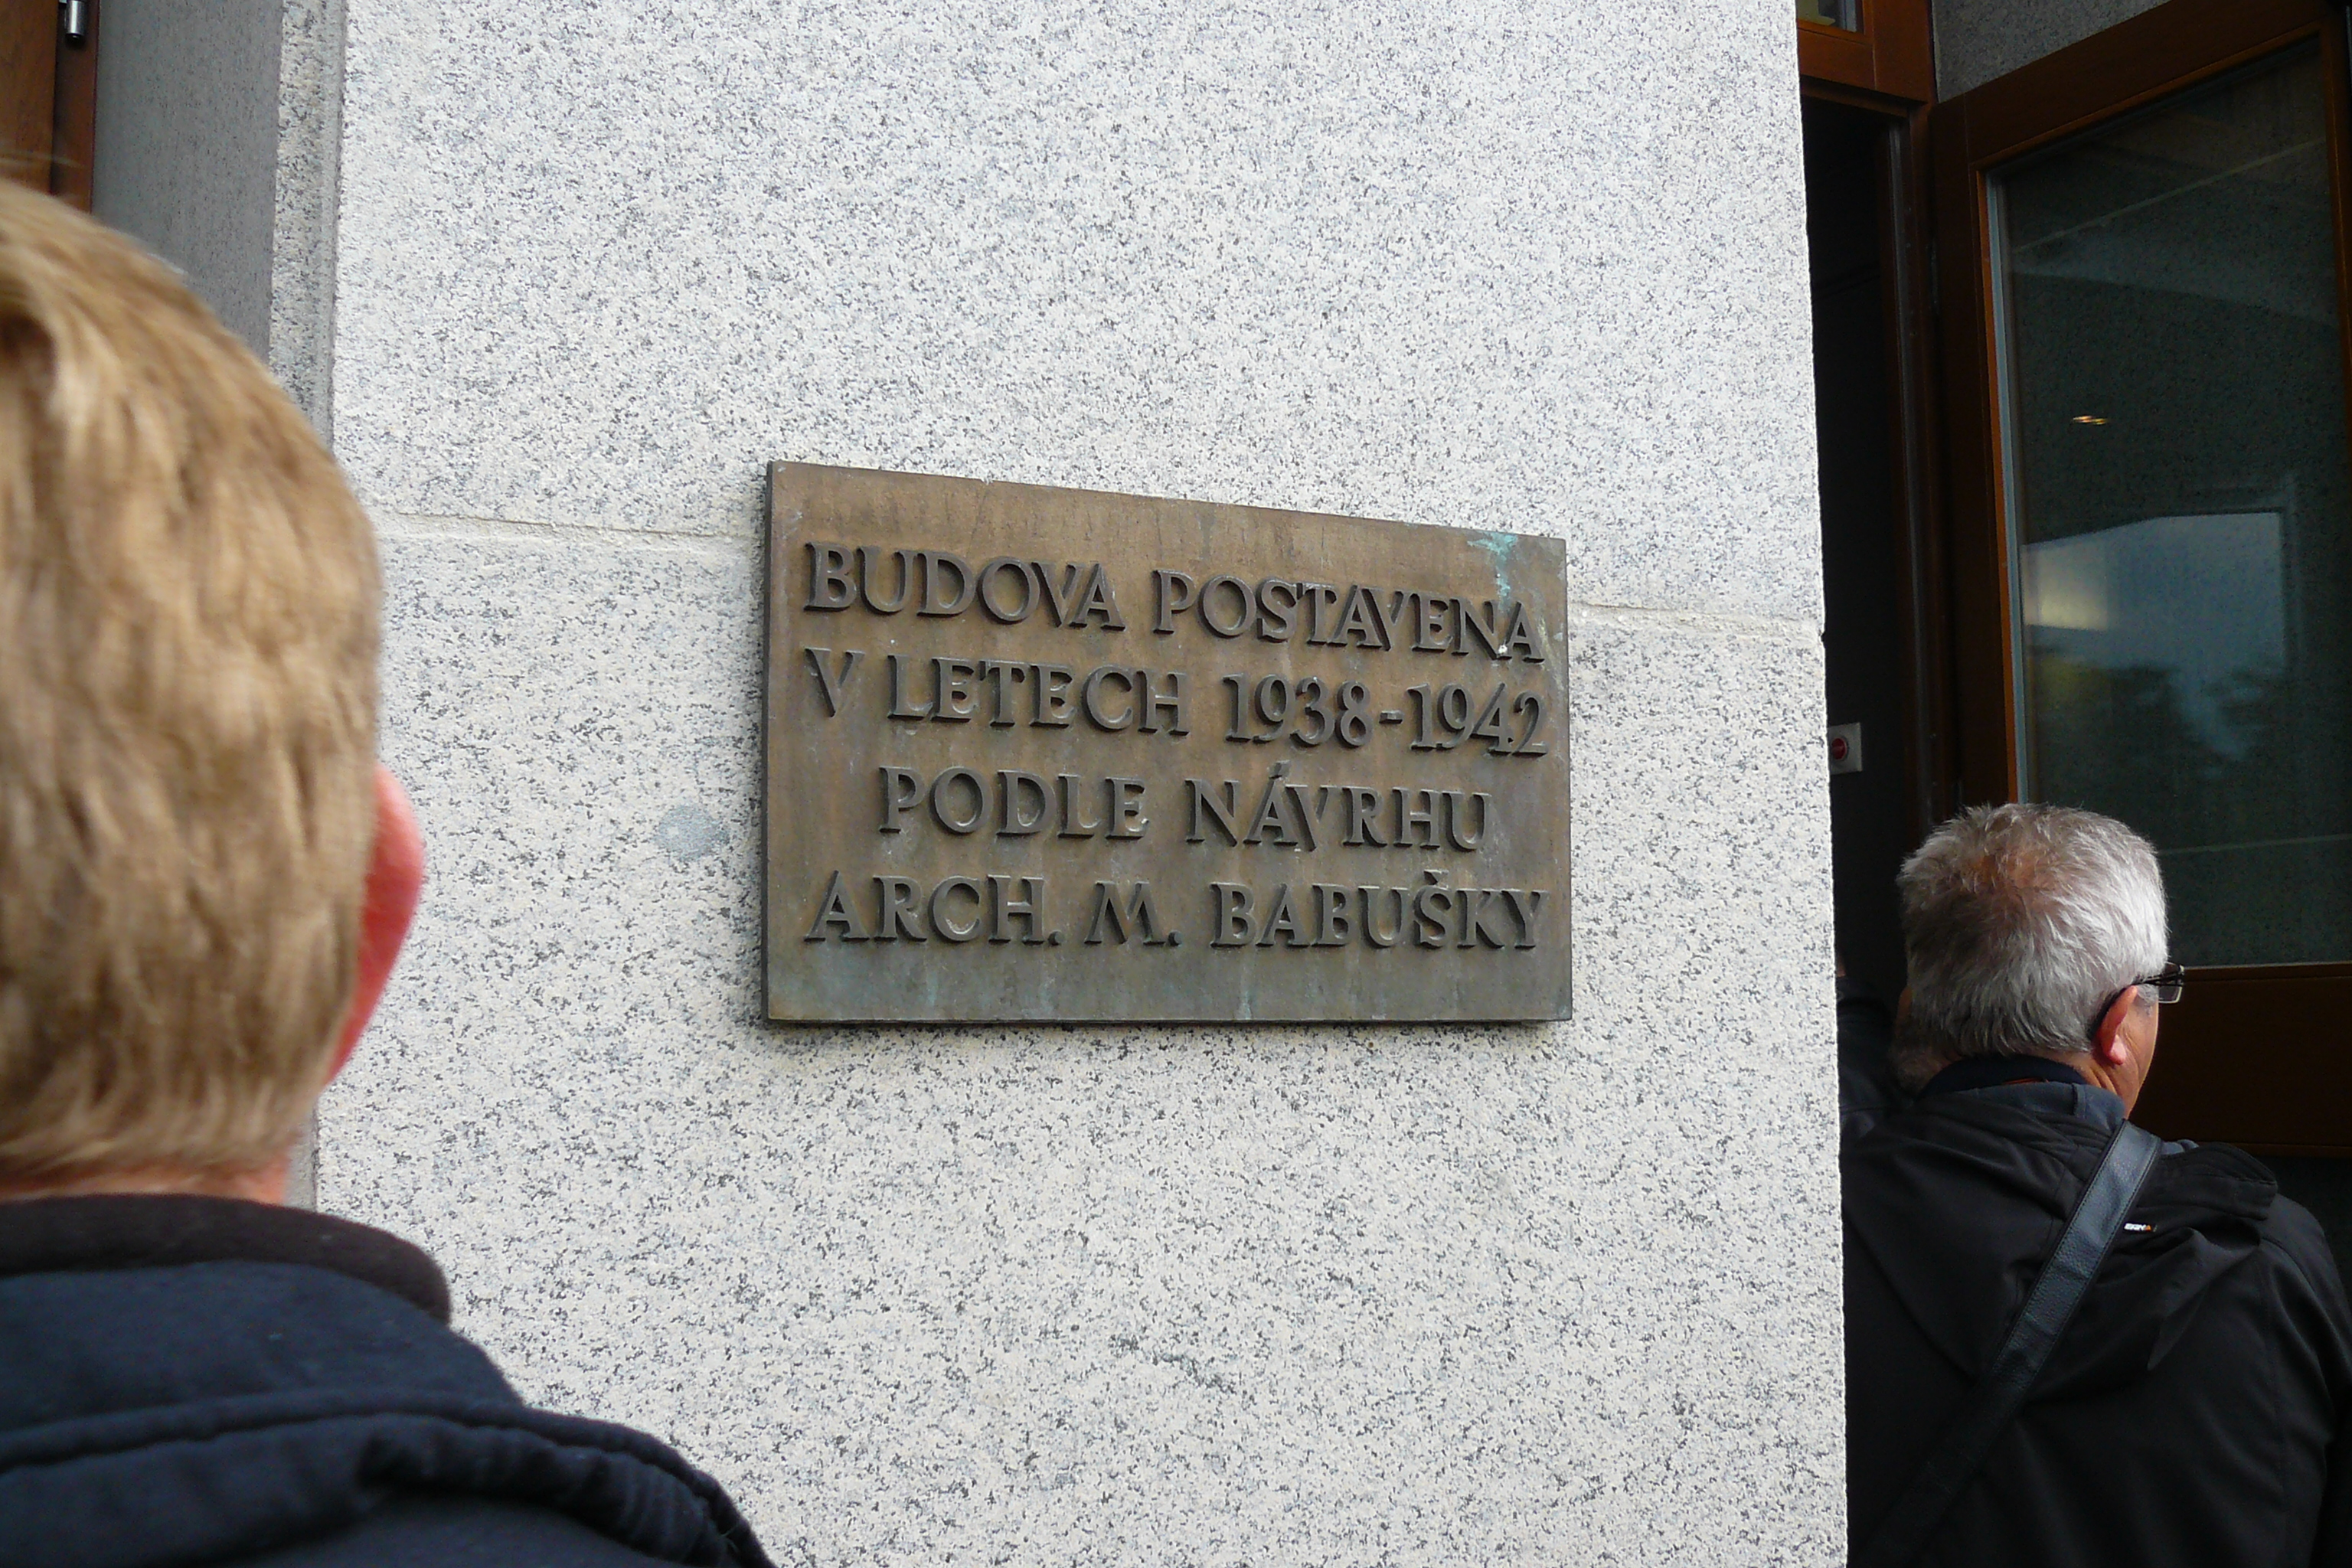 BUDOVA POSTAVENA
V LETECH 1938-1942
PODLE NÁVRHU
ARCH. M. BABUŠKY